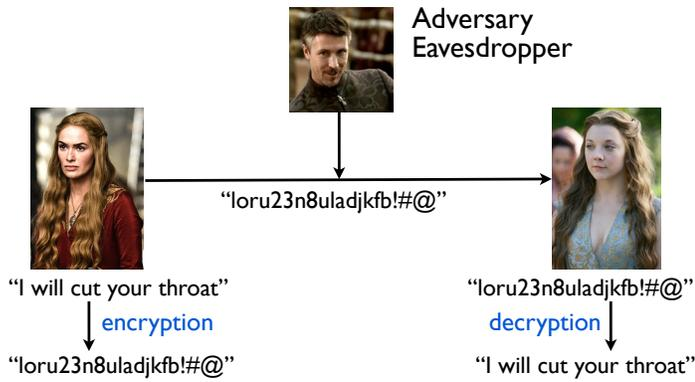 Adversary
Eavesdropper
“loru23n8uladjkfb!#@”
“I will cut your throat”
encryption
“loru23n8uladjkfb!#@”
“loru23n8uladjkfb!#@”
decryption
“I will cut your throat”